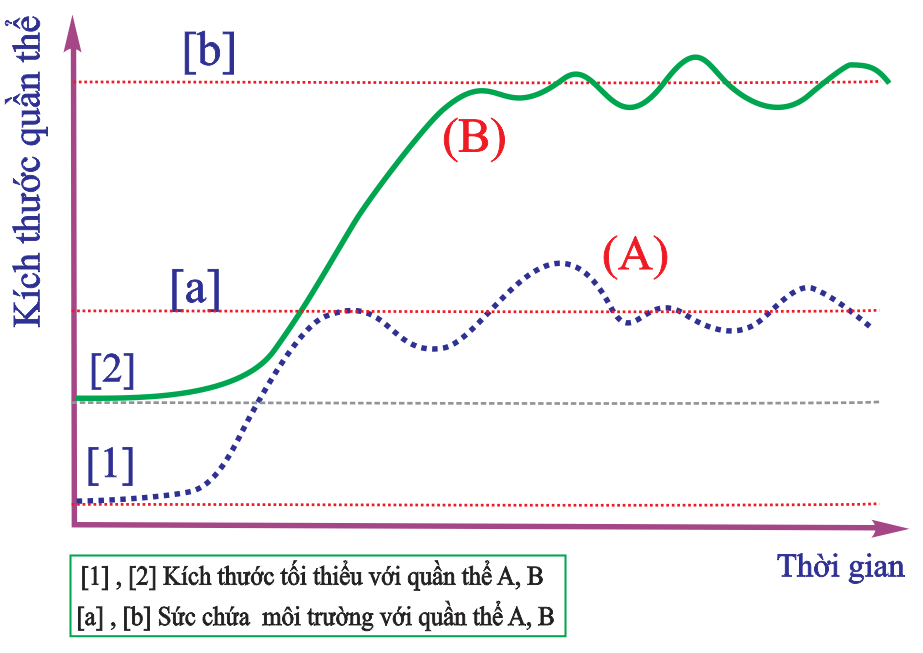 Kích thước quần thể
[b]
(B)
(A)
[a]
[2]
[1]
Thời gian
[1] , [2] Kích thước tối thiểu với quần thể A, B
[a] , [b] Sức chứa môi trường với quần thể A, B